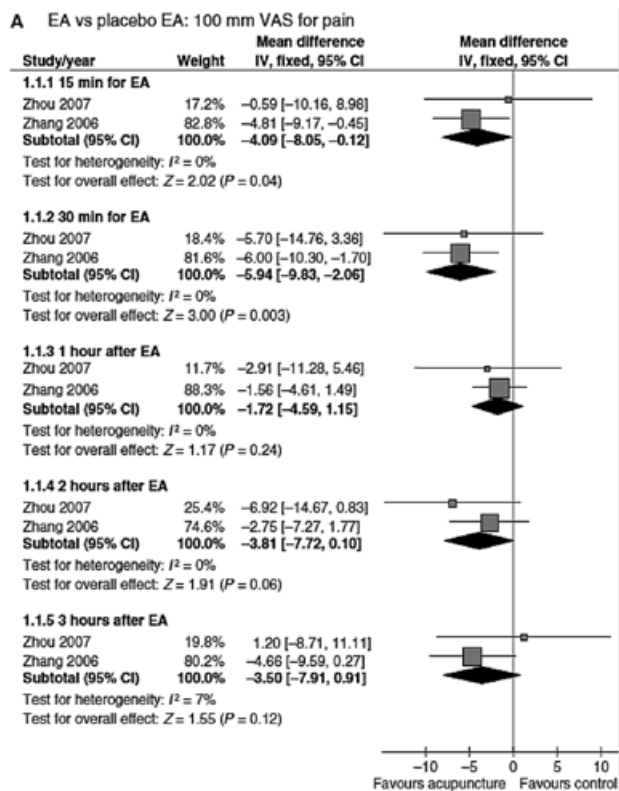 A EA vs placebo EA: 100 mm VAS for pain
Mean difference Mean difference
Study/year Weight IV, fixed, 95% CI IV, fixed, 95% CI
1.1.1 15 min for EA
Zhou 2007 17.2% −0.59 [−10.16, 8.98]
Zhang 2006 82.8% −4.81 [−9.17, −0.45]
Subtotal (95% CI) 100.0% −4.09 [−8.05, −0.12]
Test for heterogeneity: I² = 0%
Test for overall effect: Z = 2.02 (P = 0.04)
1.1.2 30 min for EA
Zhou 2007 18.4% −5.70 [−14.76, 3.36]
Zhang 2006 81.6% −6.00 [−10.30, −1.70]
Subtotal (95% CI) 100.0% −5.94 [−9.83, −2.06]
Test for heterogeneity: I² = 0%
Test for overall effect: Z = 3.00 (P = 0.003)
1.1.3 1 hour after EA
Zhou 2007 11.7% −2.91 [−11.28, 5.46]
Zhang 2006 88.3% −1.56 [−4.61, 1.49]
Subtotal (95% CI) 100.0% −1.72 [−4.59, 1.15]
Test for heterogeneity: I² = 0%
Test for overall effect: Z = 1.17 (P = 0.24)
1.1.4 2 hours after EA
Zhou 2007 25.4% −6.92 [−14.67, 0.83]
Zhang 2006 74.6% −2.75 [−7.27, 1.77]
Subtotal (95% CI) 100.0% −3.81 [−7.72, 0.10]
Test for heterogeneity: I² = 0%
Test for overall effect: Z = 1.91 (P = 0.06)
1.1.5 3 hours after EA
Zhou 2007 19.8% 1.20 [−8.71, 11.11]
Zhang 2006 80.2% −4.66 [−9.59, 0.27]
Subtotal (95% CI) 100.0% −3.50 [−7.91, 0.91]
Test for heterogeneity: I² = 7%
Test for overall effect: Z = 1.55 (P = 0.12)
−10 −5 0 5 10
Favours acupuncture Favours control